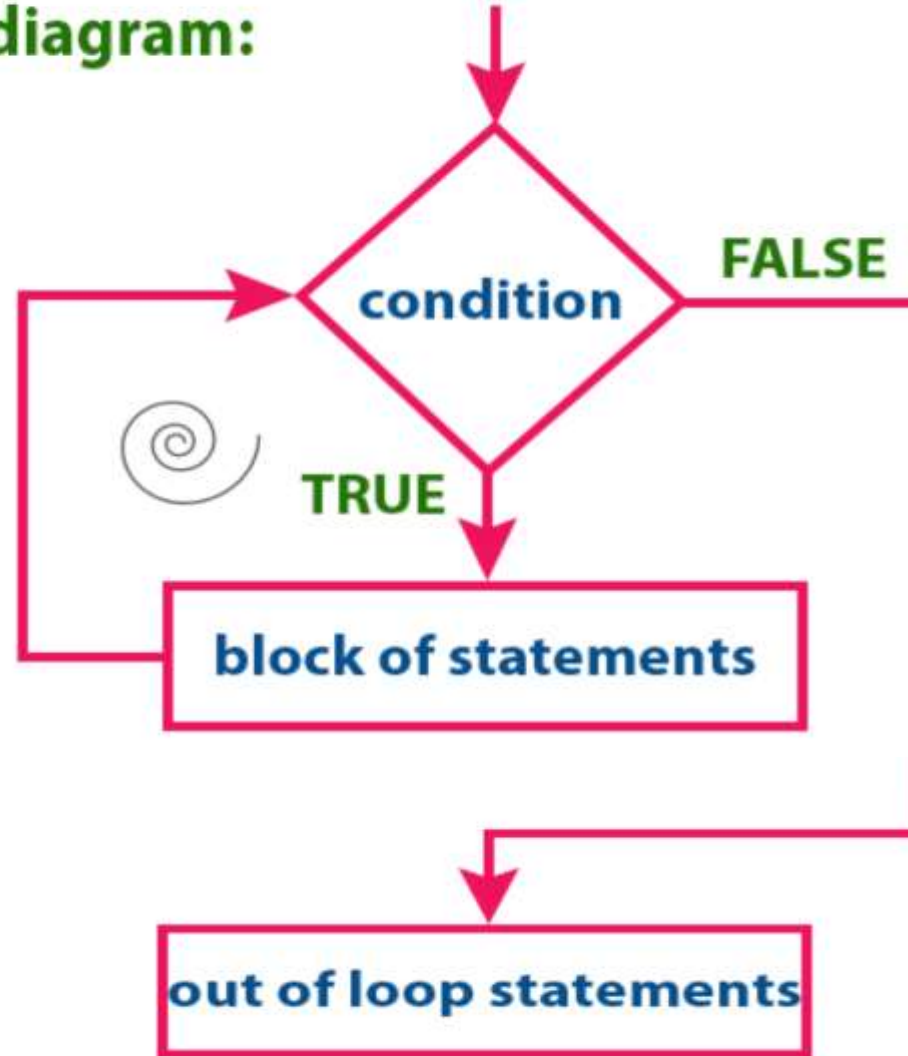 diagram:
condition
FALSE
TRUE
block of statements
out of loop statements